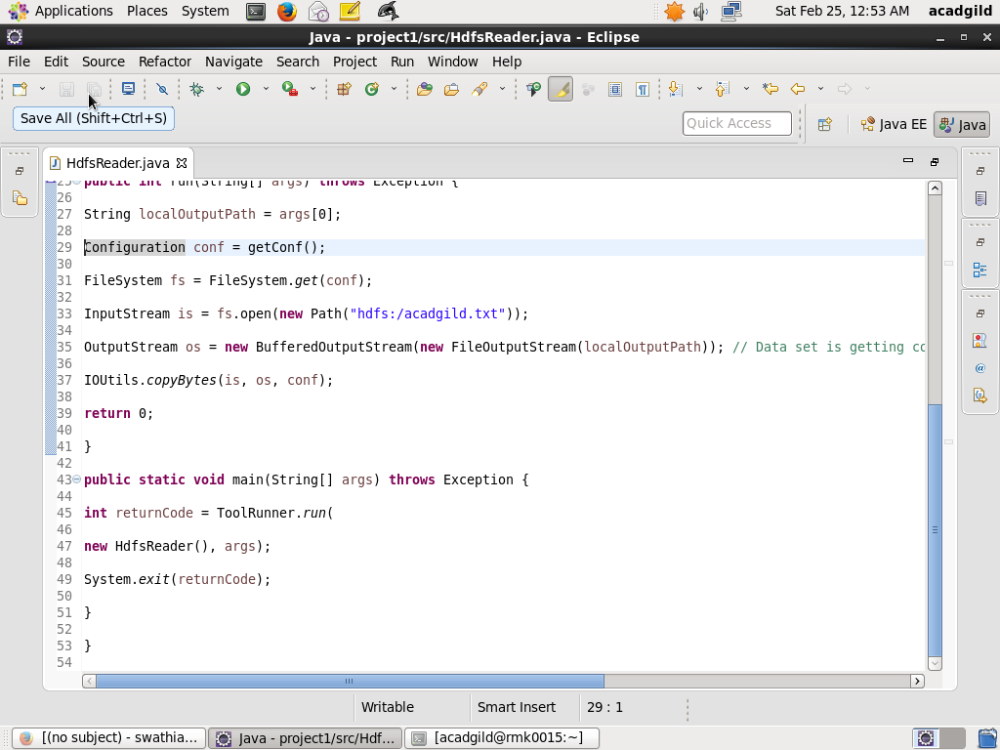 Applications Places System Sat Feb 25, 12:53 AM acadgild
Java - project1/src/HdfsReader.java - Eclipse
File Edit Source Refactor Navigate Search Project Run Window Help
Save All (Shift+Ctrl+S)
Quick Access
Java EE
Java
HdfsReader.java
25 public int run(String[] args) throws Exception {
26
27 String localOutputPath = args[0];
28
29 Configuration conf = getConf();
30
31 FileSystem fs = FileSystem.get(conf);
32
33 InputStream is = fs.open(new Path("hdfs:/acadgild.txt"));
34
35 OutputStream os = new BufferedOutputStream(new FileOutputStream(localOutputPath)); // Data set is getting co
36
37 IOUtils.copyBytes(is, os, conf);
38
39 return 0;
40
41 }
42
43 public static void main(String[] args) throws Exception {
44
45 int returnCode = ToolRunner.run(
46
47 new HdfsReader(), args);
48
49 System.exit(returnCode);
50
51 }
52
53 }
54
Writable Smart Insert 29 : 1
[(no subject) - swathia... Java - project1/src/Hdf... [acadgild@rmk0015:~]